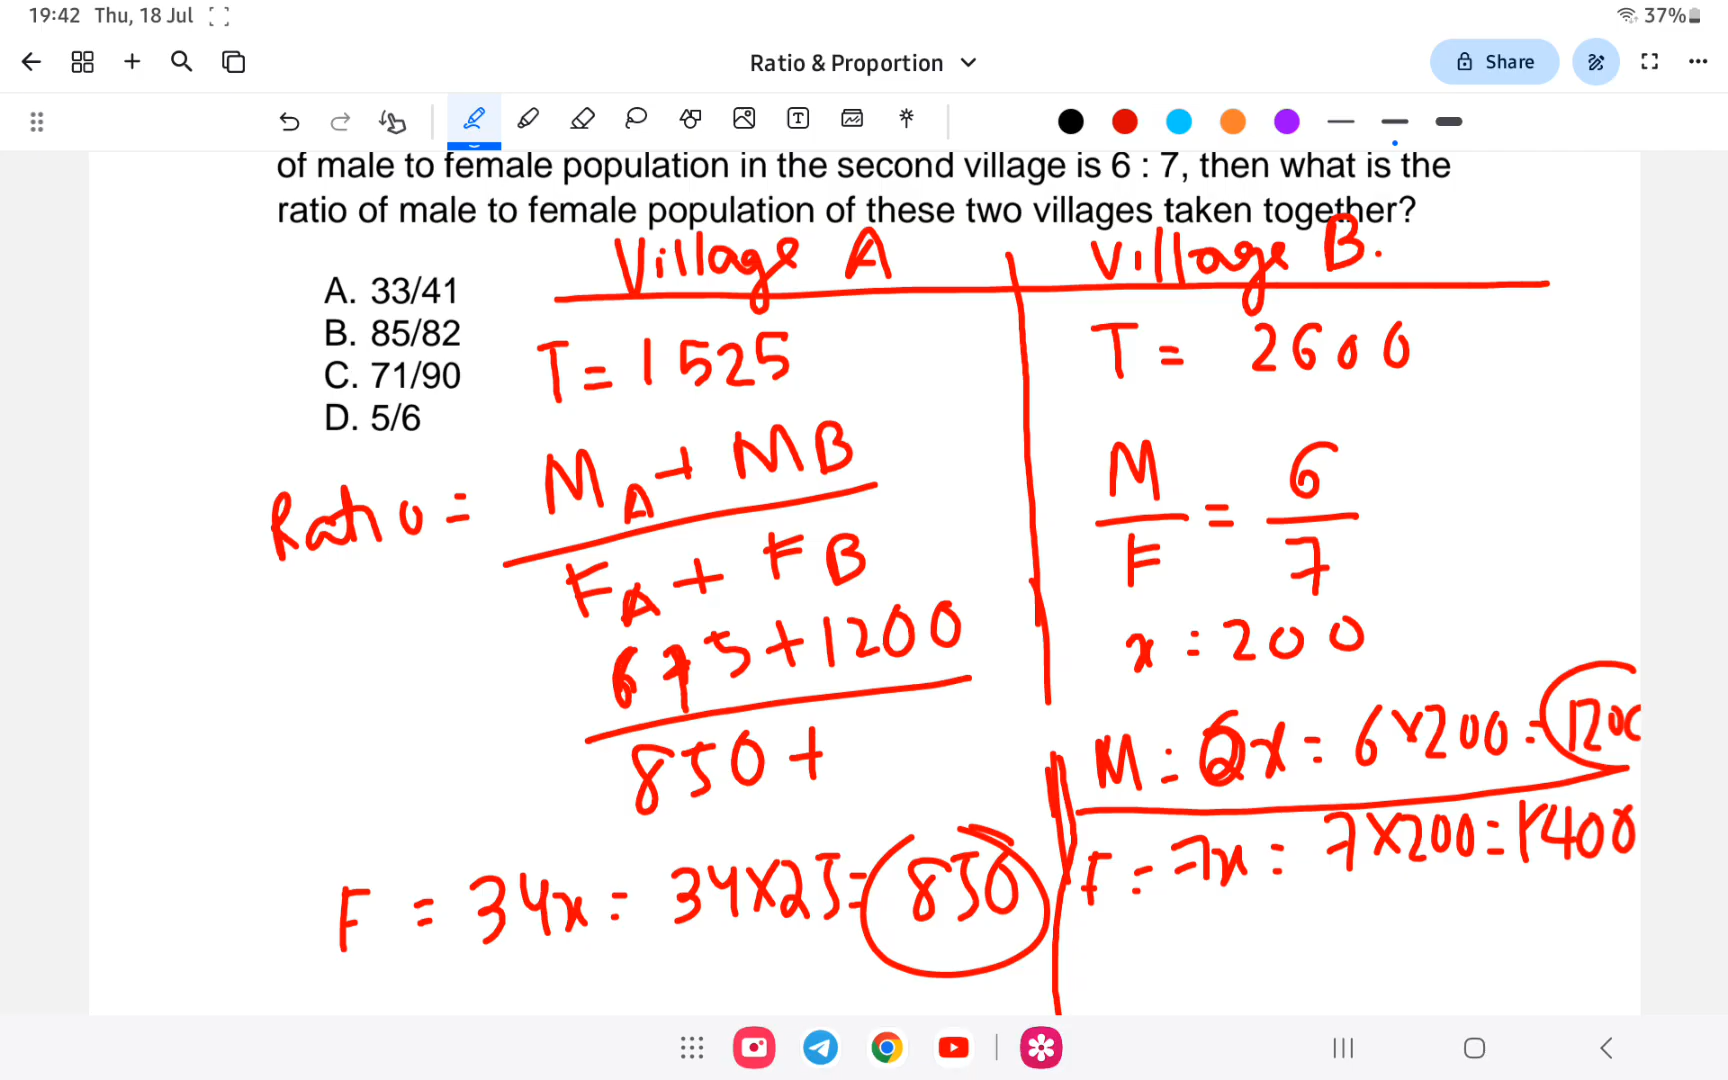 19:42 Thu, 18 Jul
37%
Ratio & Proportion
Share
of male to female population in the second village is 6 : 7, then what is the
ratio of male to female population of these two villages taken together?
A. 33/41
B. 85/82
C. 71/90
D. 5/6
Village A
T = 1525
Ratio = MA + MB
FA + FB
675 + 1200
850 +
F = 34x = 34 × 25 = 850
Village B.
T = 2600
M/F = 6/7
x = 200
M = 6x = 6 × 200 = 1200
F = 7x = 7 × 200 = 1400